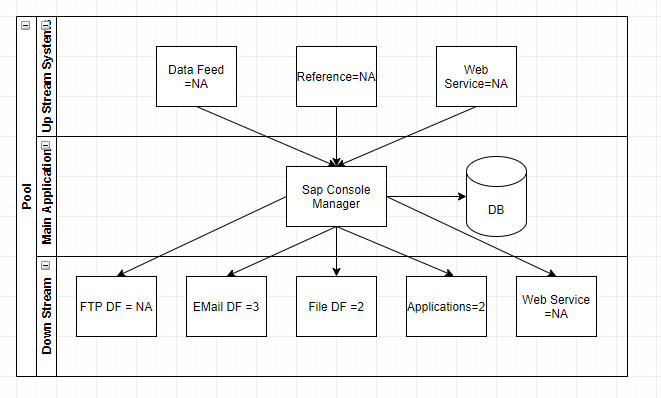 Pool
Up Stream Systems
Data Feed
=NA
Reference=NA
Web
Service=NA
Main Application
Sap Console
Manager
DB
Down Stream
FTP DF = NA
EMail DF =3
File DF =2
Applications=2
Web Service
=NA